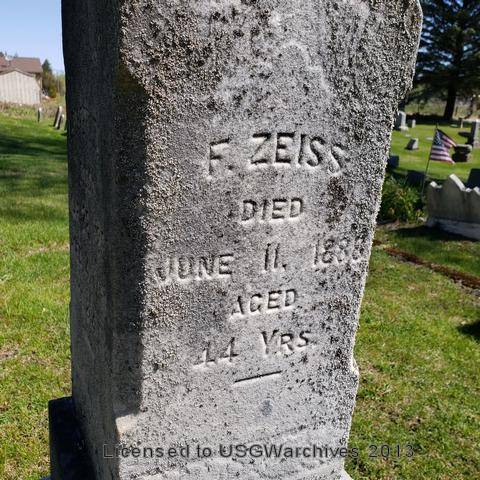 F. ZEISS
DIED
JUNE 11. 
AGED
44 YRS
Licensed to USGWarchives 2013